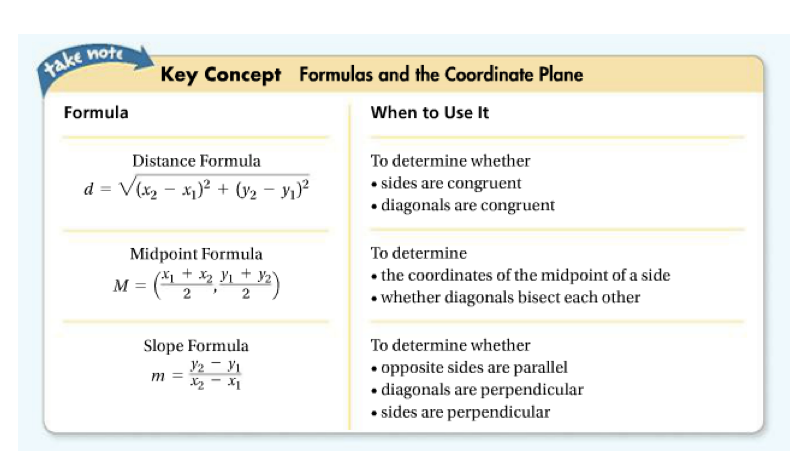 take note
Key Concept Formulas and the Coordinate Plane
Formula
When to Use It
Distance Formula
d = √(x₂ − x₁)² + (y₂ − y₁)²
To determine whether
• sides are congruent
• diagonals are congruent
Midpoint Formula
M = (x₁ + x₂/2, y₁ + y₂/2)
To determine
• the coordinates of the midpoint of a side
• whether diagonals bisect each other
Slope Formula
m = y₂ − y₁/x₂ − x₁
To determine whether
• opposite sides are parallel
• diagonals are perpendicular
• sides are perpendicular